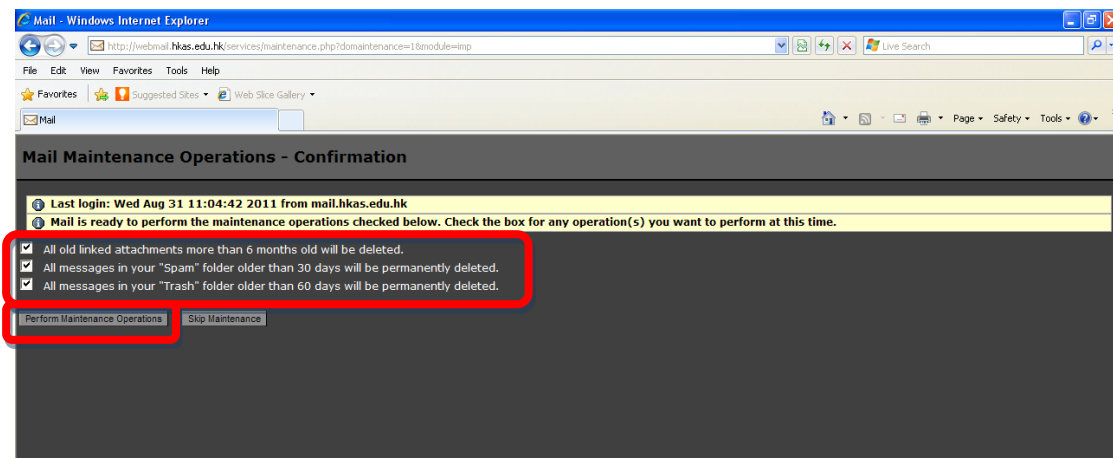 Mail - Windows Internet Explorer
http://webmail.hkas.edu.hk/services/maintenance.php?domaintenance=1&module=imp
Live Search
File Edit View Favorites Tools Help
Favorites Suggested Sites Web Slice Gallery
Mail Page Safety Tools
Mail Maintenance Operations - Confirmation
Last login: Wed Aug 31 11:04:42 2011 from mail.hkas.edu.hk
Mail is ready to perform the maintenance operations checked below. Check the box for any operation(s) you want to perform at this time.
All old linked attachments more than 6 months old will be deleted.
All messages in your "Spam" folder older than 30 days will be permanently deleted.
All messages in your "Trash" folder older than 60 days will be permanently deleted.
Perform Maintenance Operations Skip Maintenance